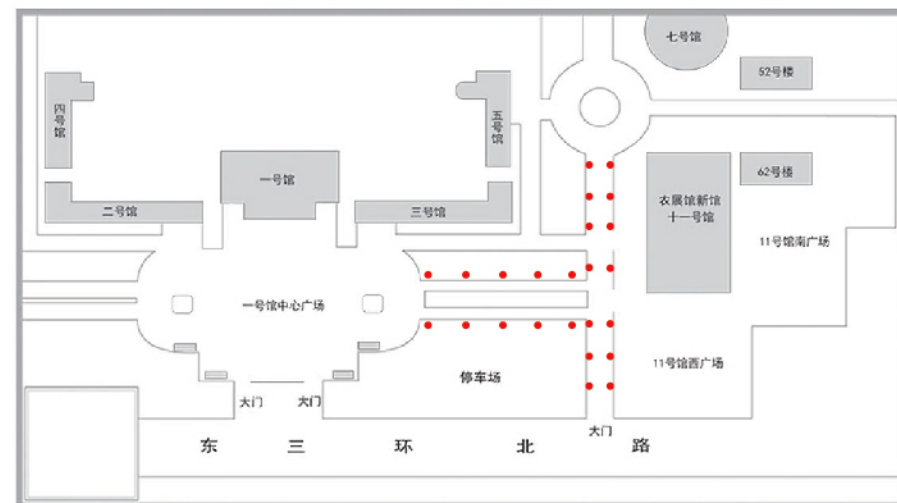 七号馆
52号楼
四号馆
五号馆
一号馆
农展馆新馆
十一号馆
62号楼
二号馆
三号馆
11号馆南广场
一号馆中心广场
停车场
11号馆西广场
大门
大门
大门
东三环北路